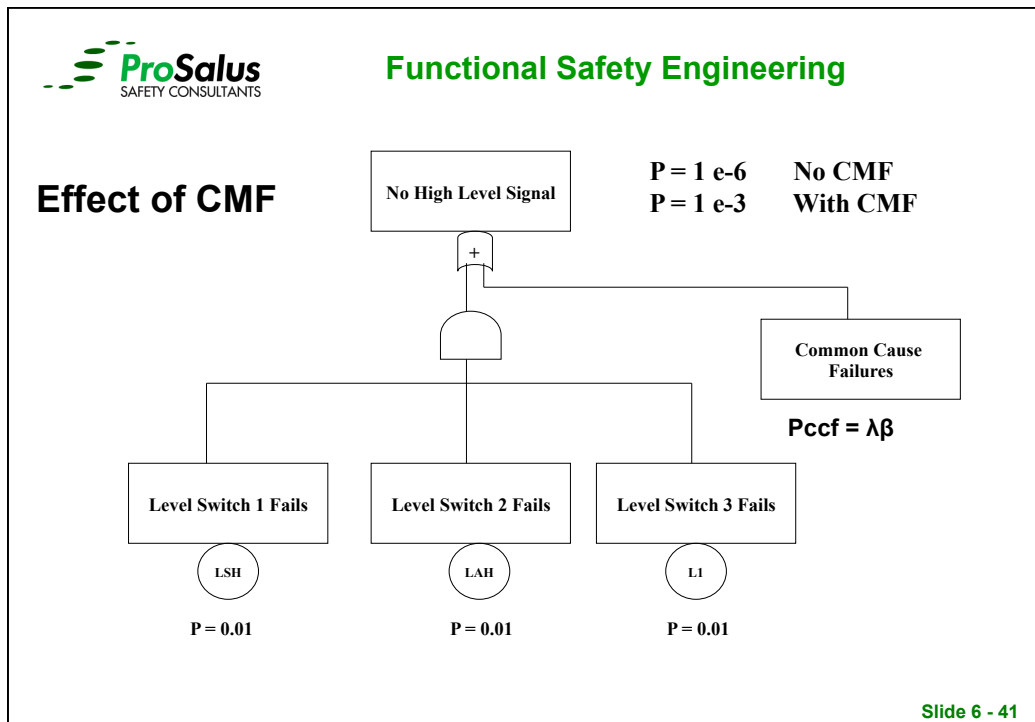 ProSalus
SAFETY CONSULTANTS
Functional Safety Engineering
Effect of CMF
No High Level Signal
P = 1 e-6 No CMF
P = 1 e-3 With CMF
+
Common Cause
Failures
Pccf = λβ
Level Switch 1 Fails
Level Switch 2 Fails
Level Switch 3 Fails
LSH
LAH
L1
P = 0.01
P = 0.01
P = 0.01
Slide 6 - 41